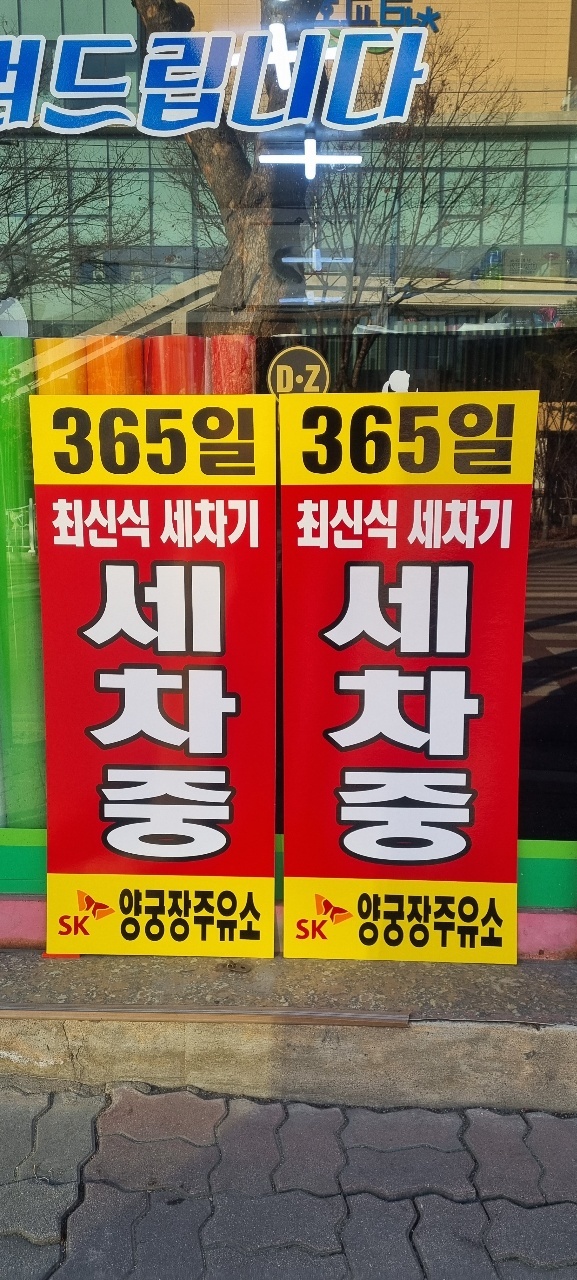 드립니다
D·Z
365일
최신식 세차기
세
차
중
SK 양궁장주유소
365일
최신식 세차기
세
차
중
SK 양궁장주유소